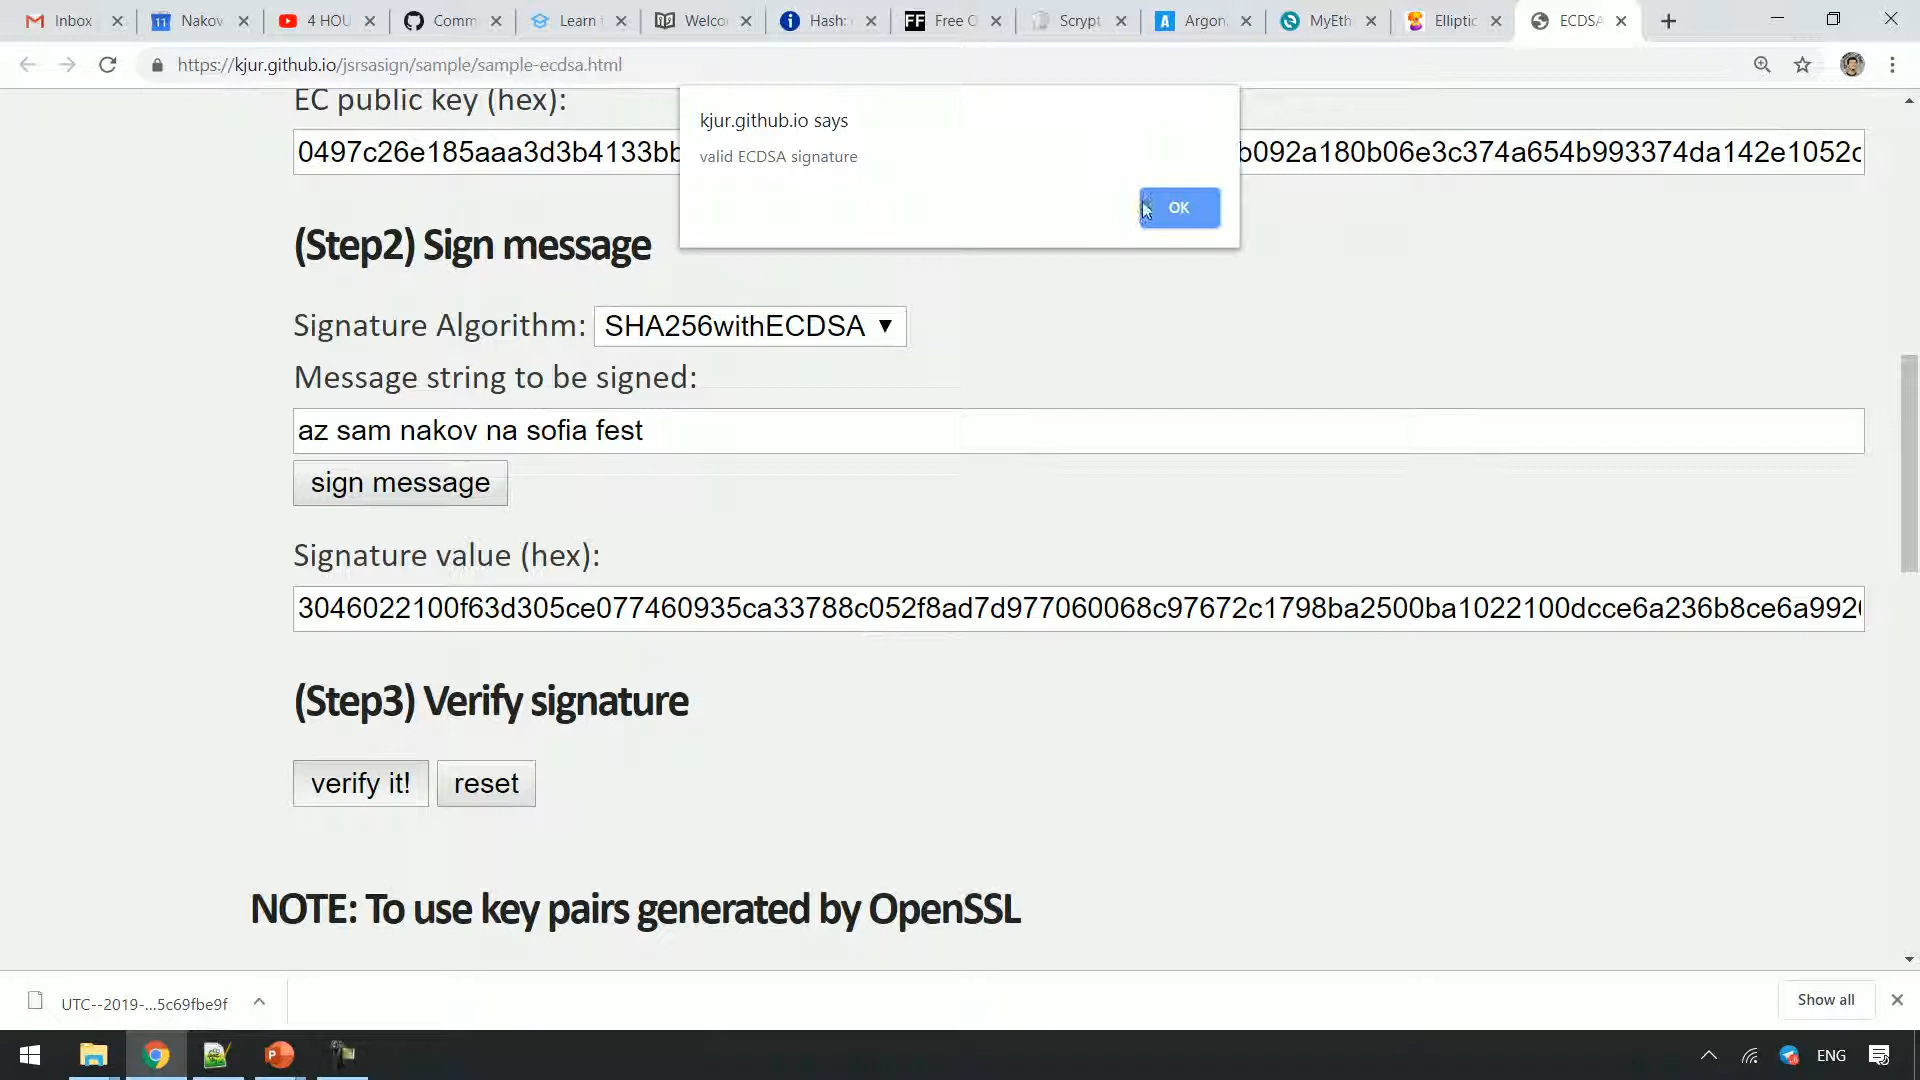 Inbox
Nakov
4 HOU
Comm
Learn
Welco
Hash:
Free C
Scrypt
Argon
MyEth
Elliptic
ECDSA
https://kjur.github.io/jsrsasign/sample/sample-ecdsa.html
EC public key (hex):
0497c26e185aaa3d3b4133bb
b092a180b06e3c374a654b993374da142e1052c
kjur.github.io says
valid ECDSA signature
OK
(Step2) Sign message
Signature Algorithm: SHA256withECDSA
Message string to be signed:
az sam nakov na sofia fest
sign message
Signature value (hex):
3046022100f63d305ce077460935ca33788c052f8ad7d977060068c97672c1798ba2500ba1022100dcce6a236b8ce6a992
(Step3) Verify signature
verify it! reset
NOTE: To use key pairs generated by OpenSSL
UTC--2019-...5c69fbe9f
Show all
ENG